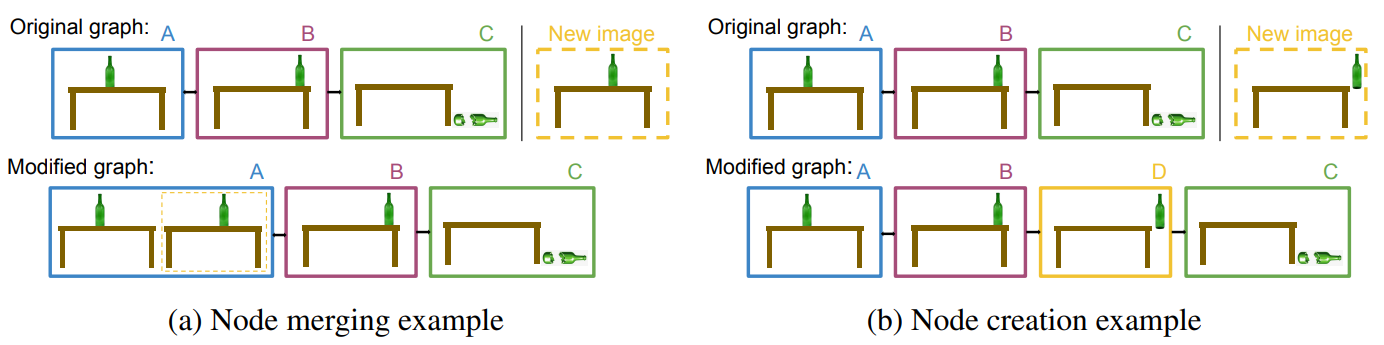 Original graph: A B C New image
Modified graph: A B C
(a) Node merging example
Original graph: A B C New image
Modified graph: A B D C
(b) Node creation example